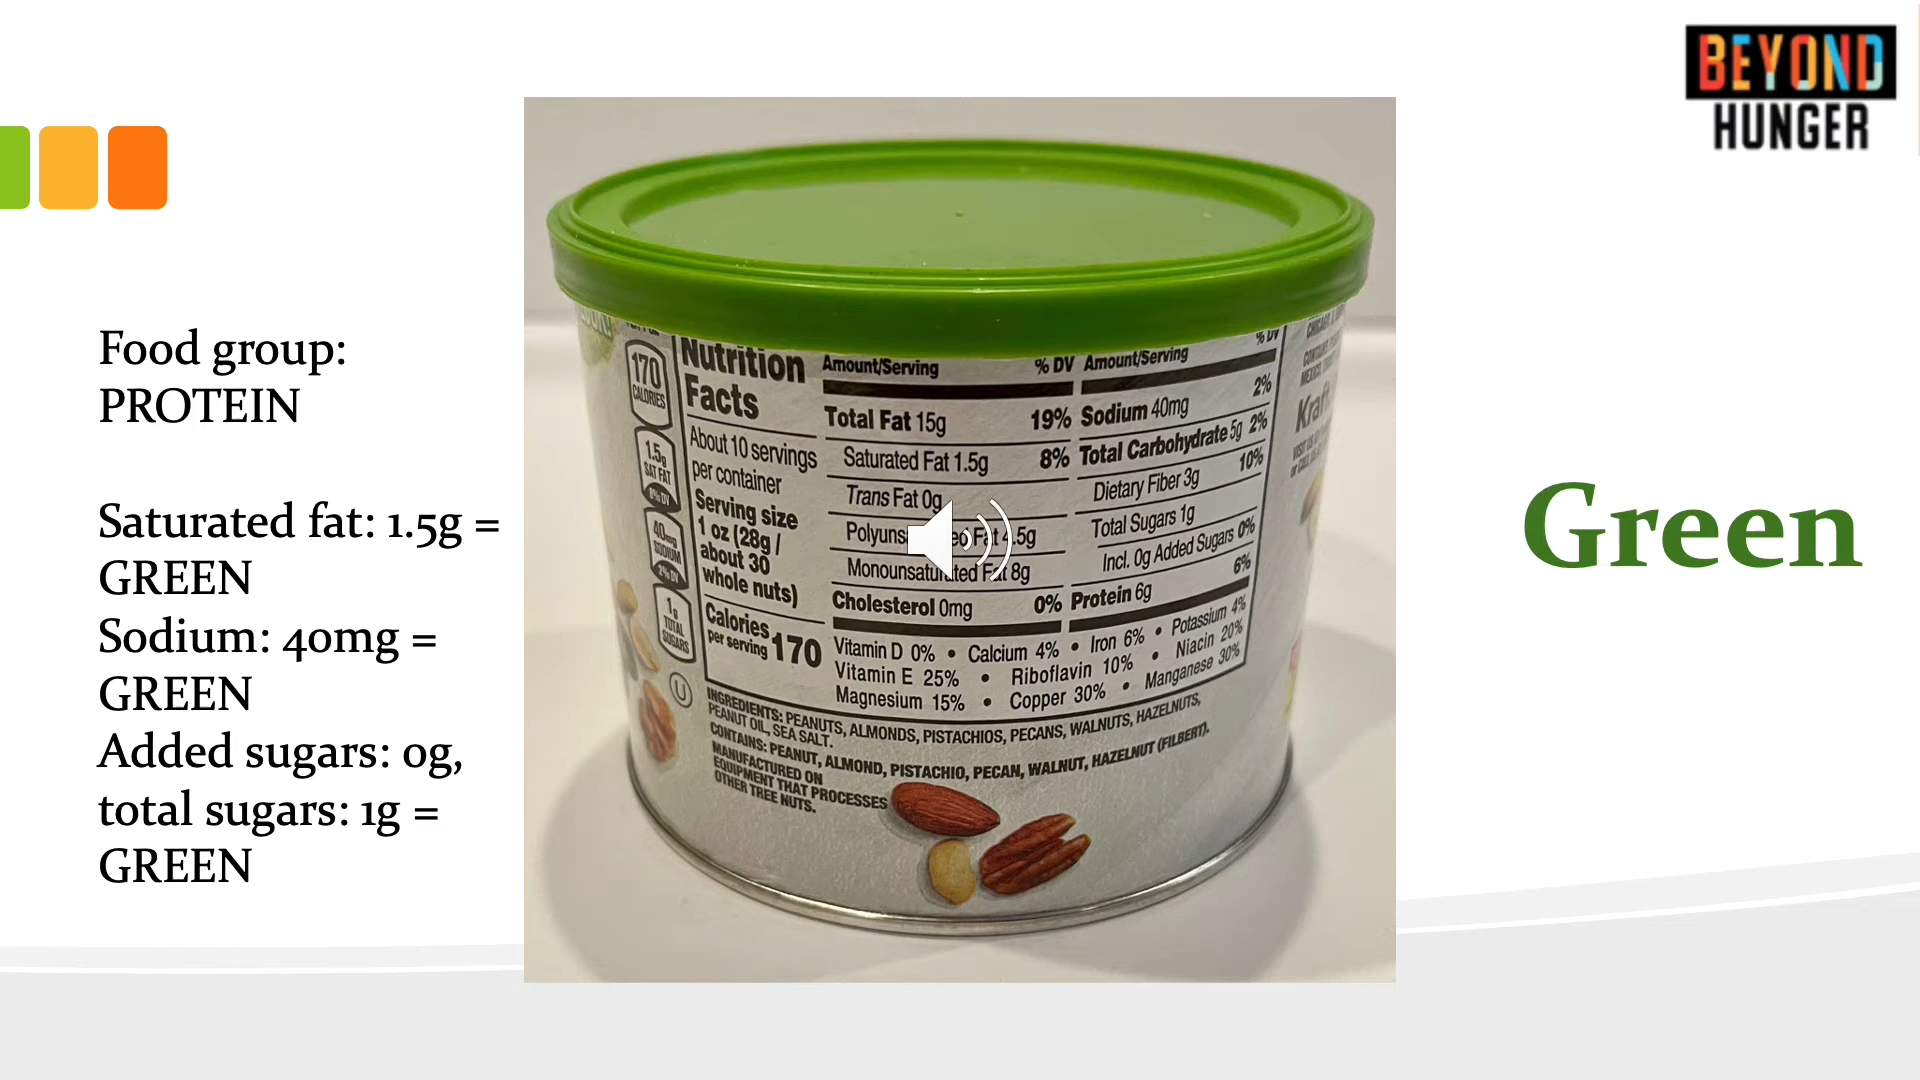 BEYOND
HUNGER
Food group:
PROTEIN
Saturated fat: 1.5g =
GREEN
Sodium: 40mg =
GREEN
Added sugars: 0g,
total sugars: 1g =
GREEN
Green
170
CALORIES
1.5g
SAT FAT
8% DV
40mg
SODIUM
2% DV
1g
TOTAL
SUGARS
Nutrition
Facts
About 10 servings
per container
Serving size
1 oz (28g/
about 30
whole nuts)
Calories
per serving 170
Amount/Serving % DV
Total Fat 15g 19%
Saturated Fat 1.5g 8%
Trans Fat 0g
Fat 4.5g
Monounsaturated Fat 8g
Cholesterol 0mg 0%
Amount/Serving % DV
Sodium 40mg 2%
Total Carbohydrate 5g 2%
Dietary Fiber 3g 10%
Total Sugars 1g
Incl. 0g Added Sugars 0%
Protein 6g 6%
Vitamin D 0% • Calcium 4% • Iron 6% • Potassium 4%
Vitamin E 25% • Riboflavin 10% • Niacin 20%
Magnesium 15% • Copper 30% • Manganese 30%
U
INGREDIENTS: PEANUTS, ALMONDS, PISTACHIOS, PECANS, WALNUTS, HAZELNUTS,
PEANUT OIL, SEA SALT.
CONTAINS: PEANUT, ALMOND, PISTACHIO, PECAN, WALNUT, HAZELNUT (FILBERT).
MANUFACTURED ON
EQUIPMENT THAT PROCESSES
OTHER TREE NUTS.